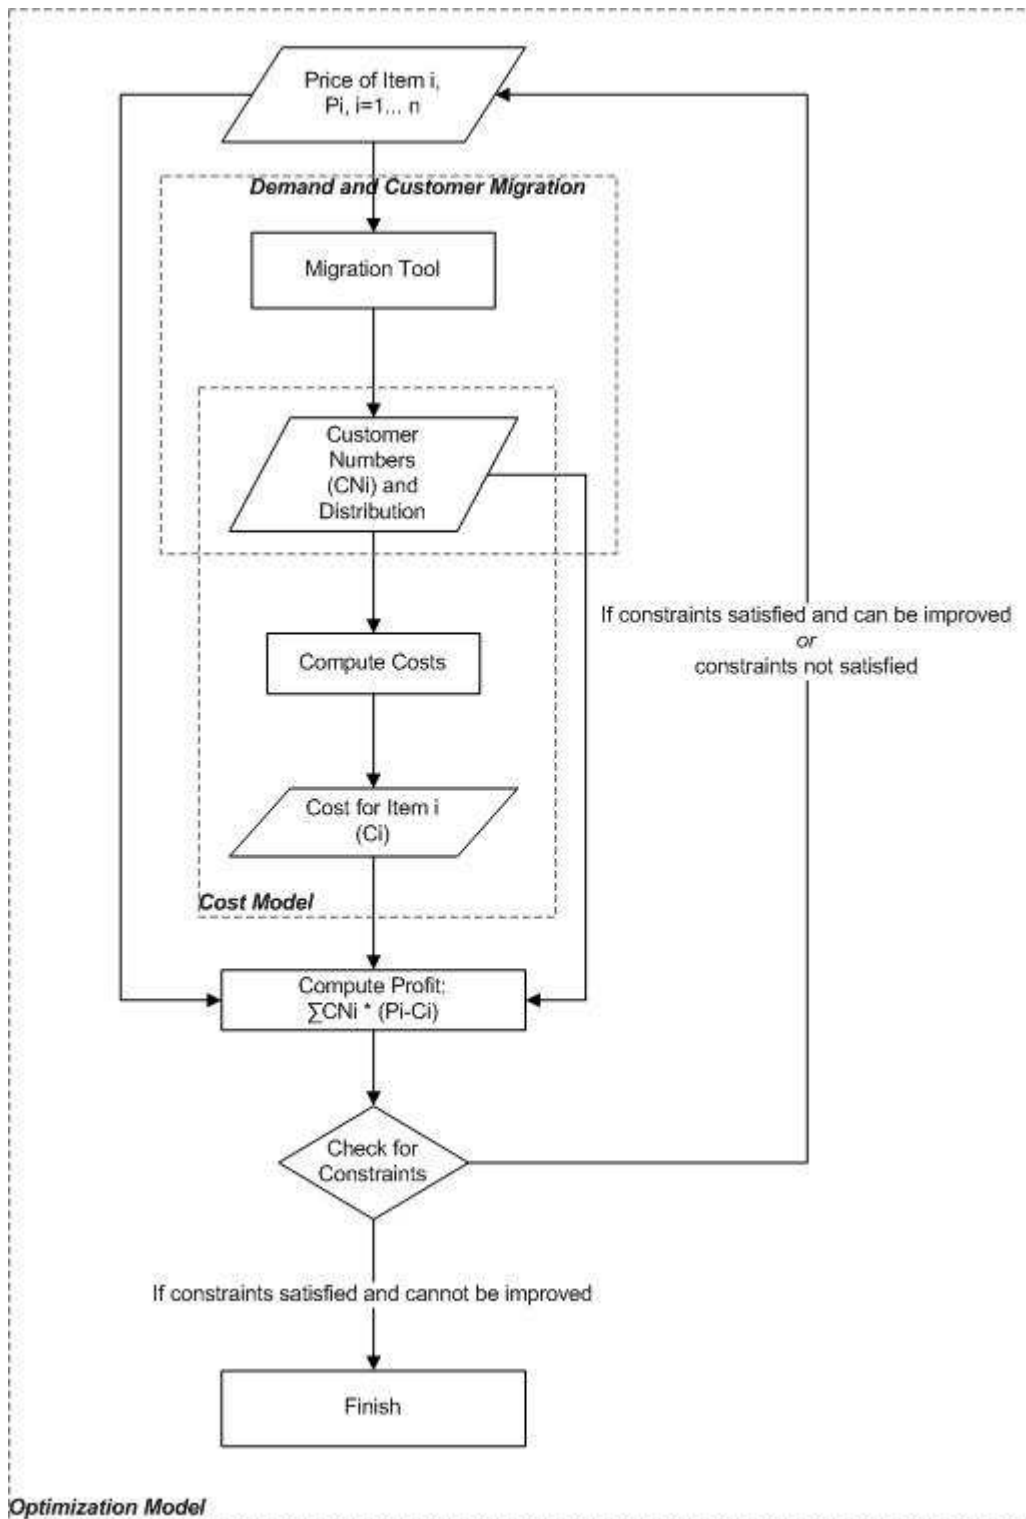 Price of Item i,
Pi, i=1... n
Demand and Customer Migration
Migration Tool
Customer
Numbers
(CNi) and
Distribution
If constraints satisfied and can be improved
or
constraints not satisfied
Compute Costs
Cost for Item i
(Ci)
Cost Model
Compute Profit:
∑CNi * (Pi-Ci)
Check for
Constraints
If constraints satisfied and cannot be improved
Finish
Optimization Model